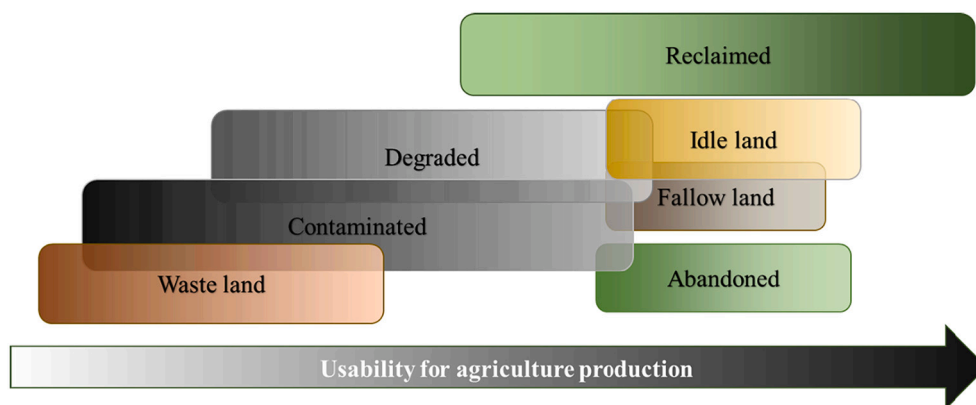 Reclaimed
Idle land
Degraded
Fallow land
Contaminated
Abandoned
Waste land
Usability for agriculture production